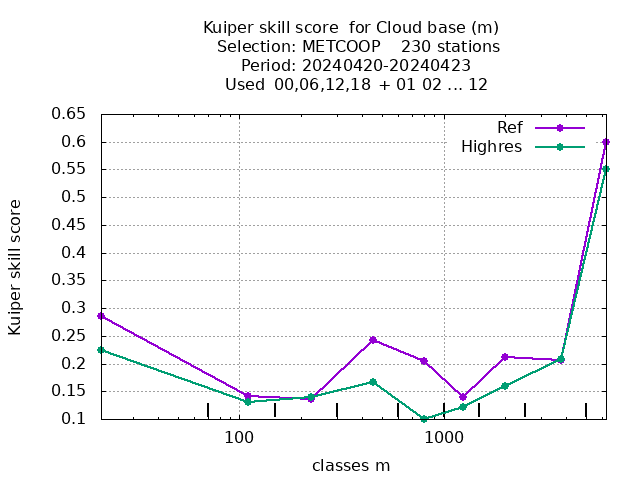 Kuiper skill score  for Cloud base (m)
Selection: METCOOP    230 stations
Period: 20240420-20240423
Used  00,06,12,18 + 01 02 ... 12
0.65
0.6
0.55
0.5
0.45
0.4
0.35
0.3
0.25
0.2
0.15
0.1
Kuiper skill score
Ref
Highres
100
1000
classes m